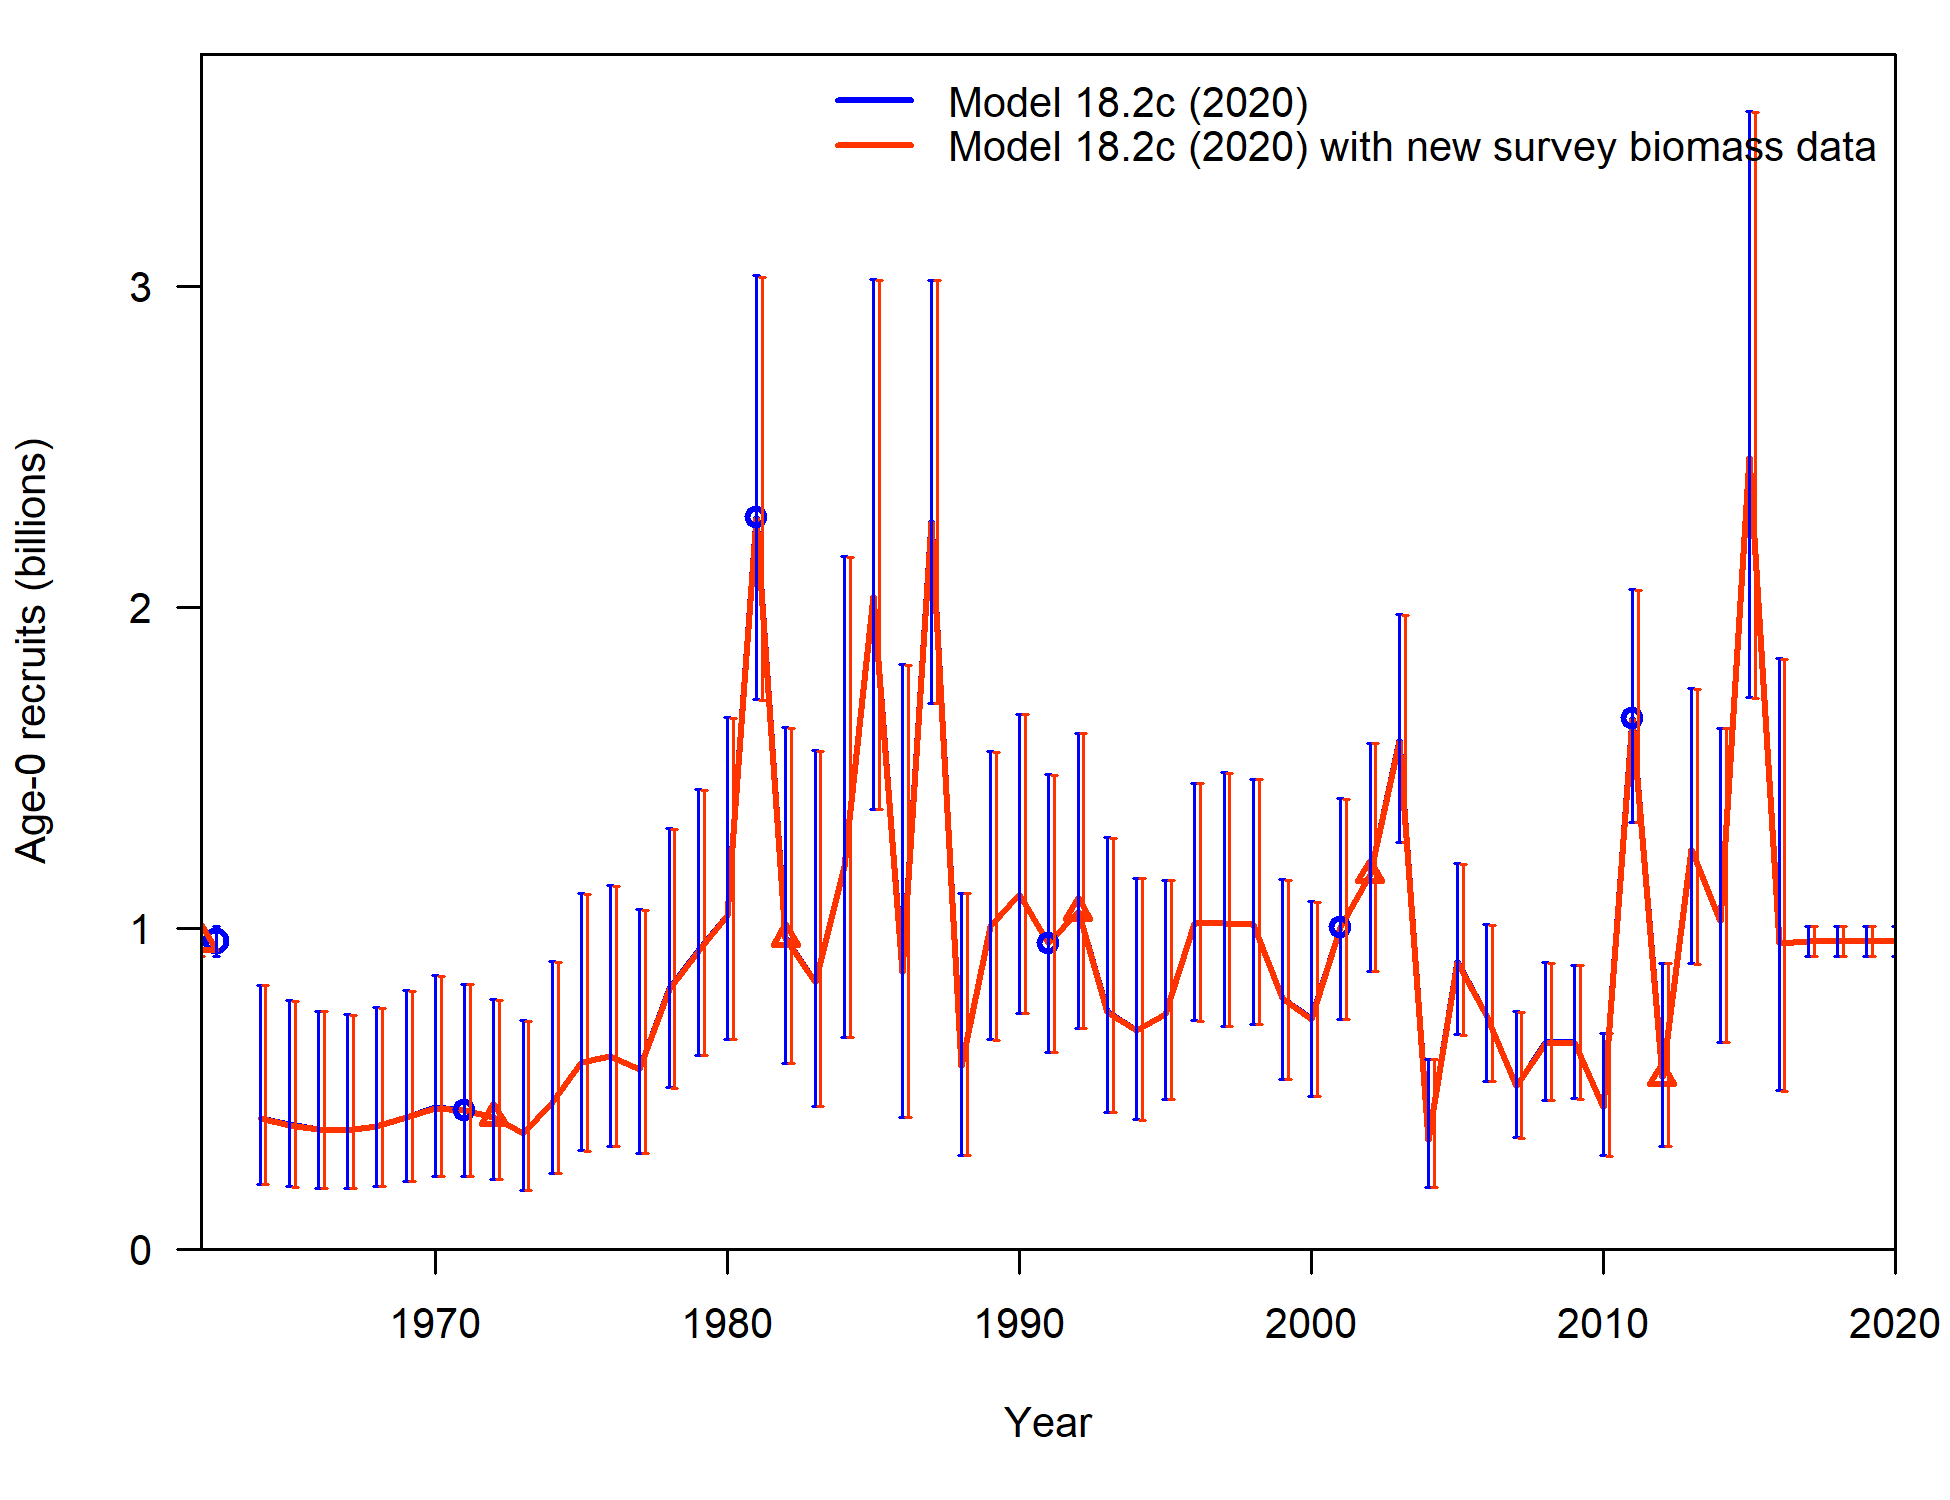 Model 18.2c (2020)
Model 18.2c (2020) with new survey biomass data
Age-0 recruits (billions)
3
2
1
0
1970 1980 1990 2000 2010 2020
Year